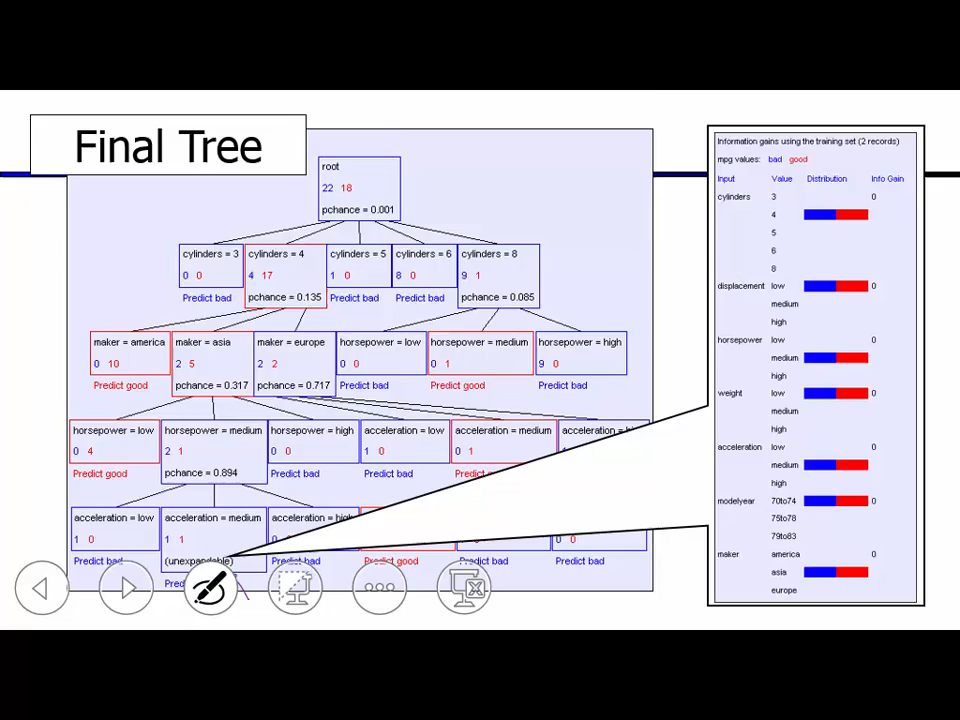 Final Tree
root
22 18
pchance = 0.001
cylinders = 3
0 0
Predict bad
cylinders = 4
4 17
pchance = 0.135
cylinders = 5
1 0
Predict bad
cylinders = 6
8 0
Predict bad
cylinders = 8
9 1
pchance = 0.085
maker = america
0 10
Predict good
maker = asia
2 5
pchance = 0.317
maker = europe
2 2
pchance = 0.717
horsepower = low
0 0
Predict bad
horsepower = medium
0 1
Predict good
horsepower = high
9 0
Predict bad
horsepower = low
0 4
Predict good
horsepower = medium
2 1
pchance = 0.894
horsepower = high
0 0
Predict bad
acceleration = low
1 0
Predict bad
acceleration = medium
0 1
acceleration =
acceleration = low
1 0
Predict bad
acceleration = medium
1 1
(unexpandable)
acceleration = high
Predict bad
Predict good
0 0
Predict bad
Information gains using the training set (2 records)
mpg values: bad good
Input Value Distribution Info Gain
cylinders 3 0
4
5
6
8
displacement low 0
medium
high
horsepower low 0
medium
high
weight low 0
medium
high
acceleration low 0
medium
high
modelyear 70to74 0
75to78
79to83
maker america 0
asia
europe